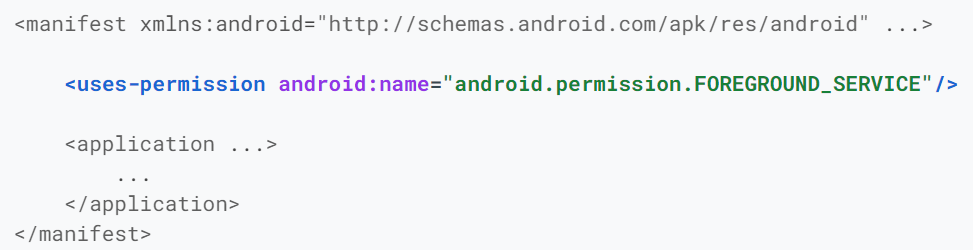 <manifest xmlns:android="http://schemas.android.com/apk/res/android" ...>
<uses-permission android:name="android.permission.FOREGROUND_SERVICE"/>
<application ...>
...
</application>
</manifest>